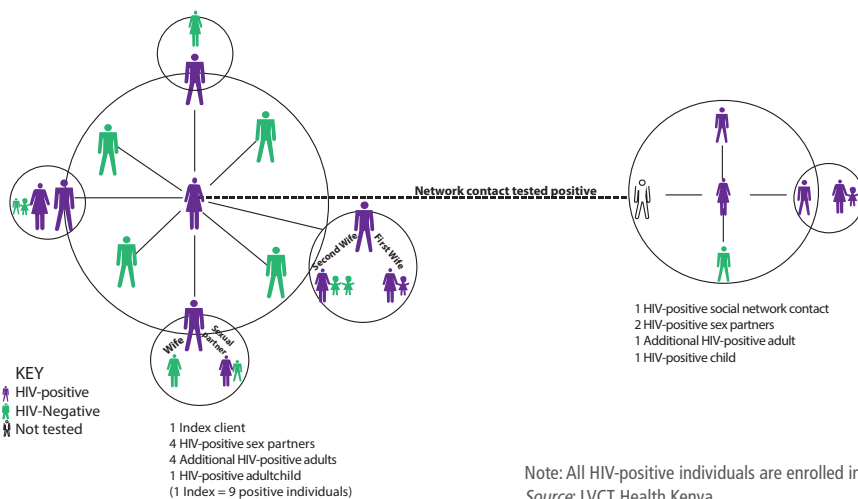 Network contact tested positive
Second Wife
First Wife
Wife
Sexual
partner
KEY
HIV-positive
HIV-Negative
Not tested
1 Index client
4 HIV-positive sex partners
4 Additional HIV-positive adults
1 HIV-positive adultchild
(1 Index = 9 positive individuals)
1 HIV-positive social network contact
2 HIV-positive sex partners
1 Additional HIV-positive adult
1 HIV-positive child
Note: All HIV-positive individuals are enrolled in
Source: LVCT Health Kenya